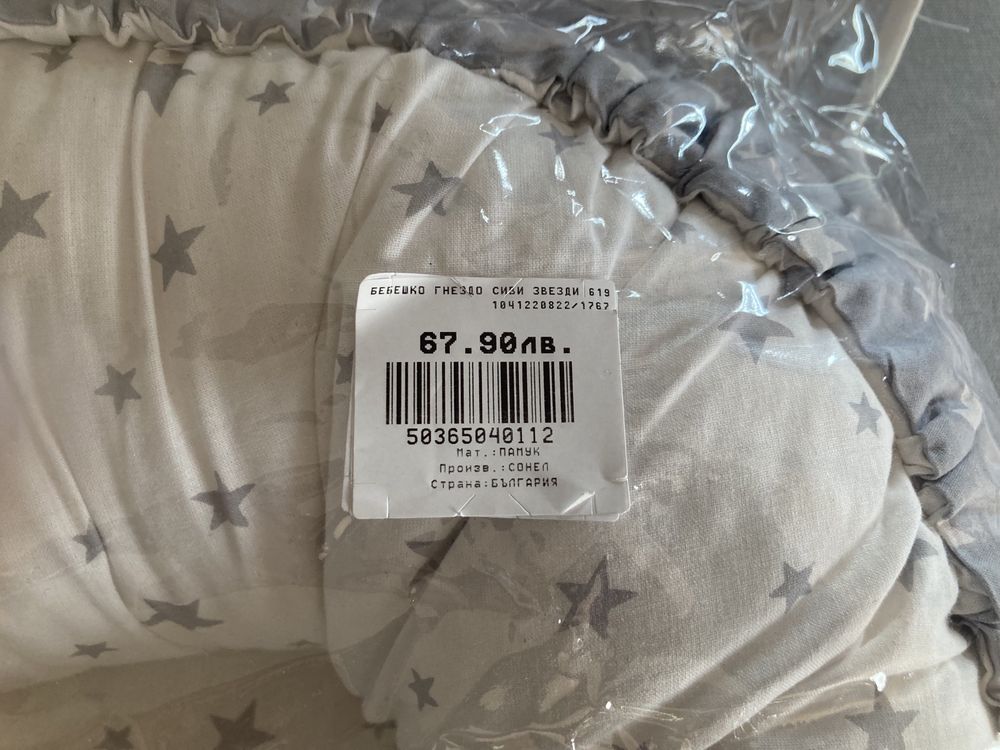 БЕБЕШКО ГНЕЗДО СИВИ ЗВЕЗДИ 619
1041220822/1767
67.90лв.
50365040112
Мат.:ПАМУК
Произв.:СОНЕЛ
Страна:БЪЛГАРИЯ